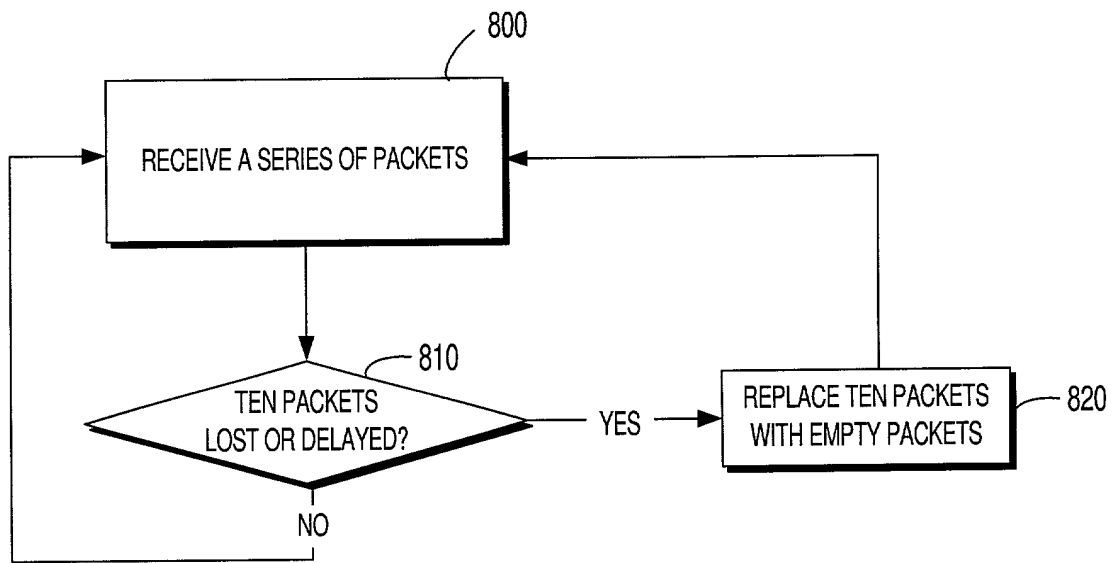 800
RECEIVE A SERIES OF PACKETS
810
TEN PACKETS
LOST OR DELAYED?
YES
REPLACE TEN PACKETS
WITH EMPTY PACKETS
820
NO